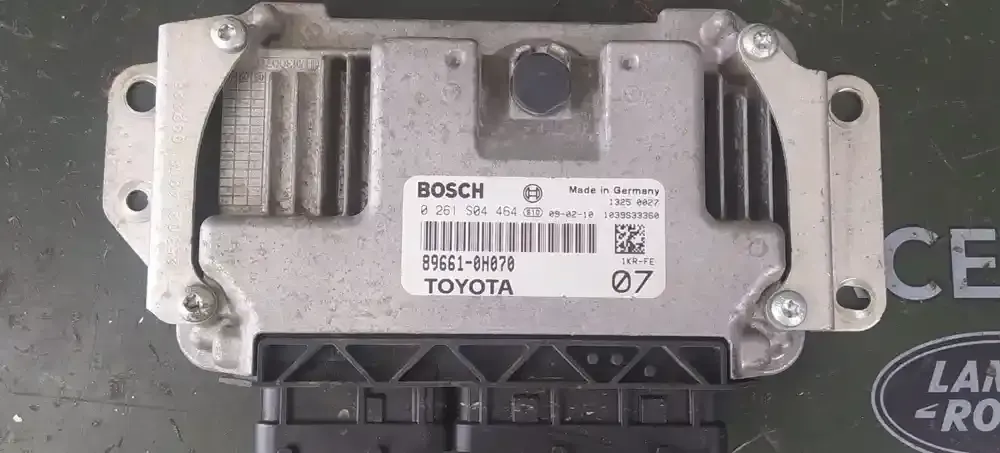 BOSCH Made in Germany
1325 0027
0 261 S04 464 B10 09-02-10 1039S33360
89661-0H070
1KR-FE
TOYOTA 07
CE
LAN
RO